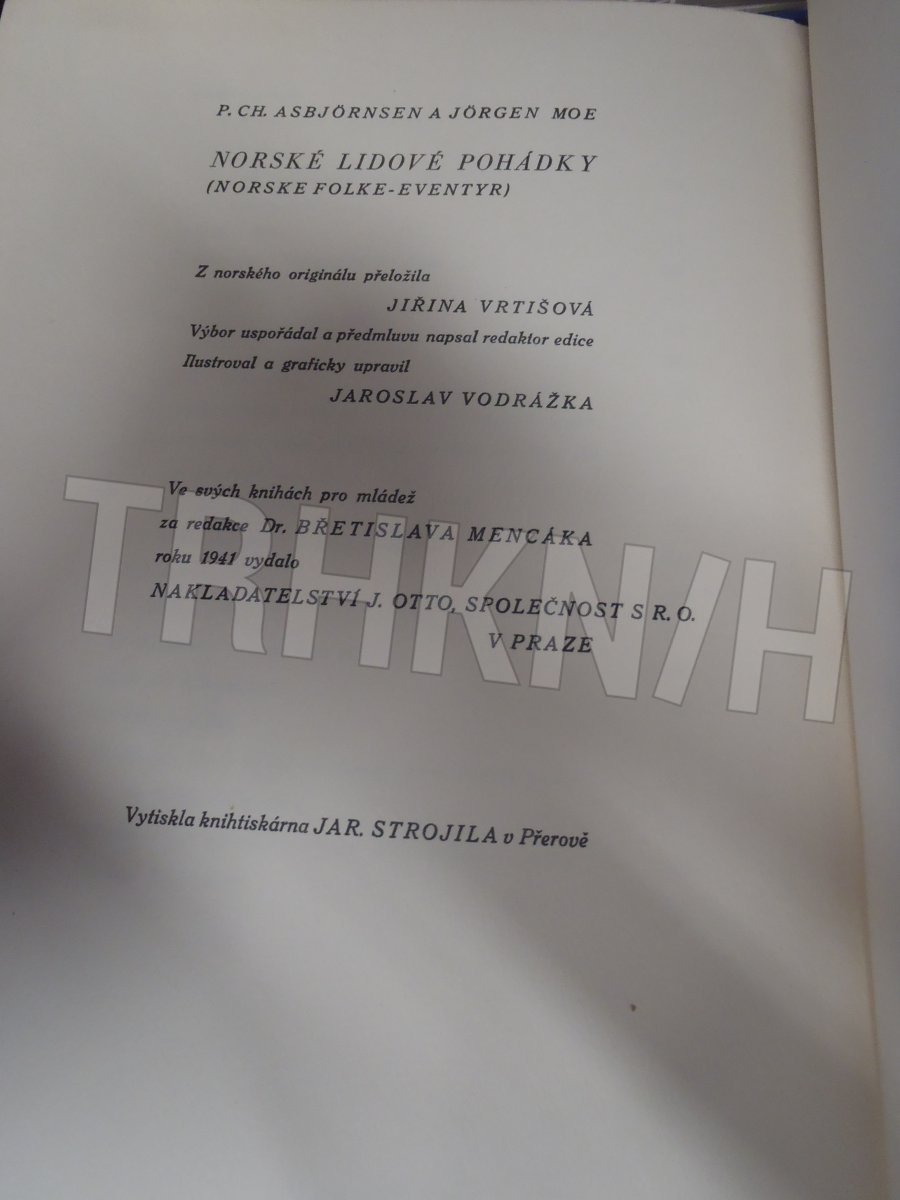 P. CH. ASBJÖRNSEN A JÖRGEN MOE
NORSKÉ LIDOVÉ POHÁDKY
(NORSKE FOLKE-EVENTYR)
Z norského originálu přeložila
JIŘINA VRTIŠOVÁ
Výbor uspořádal a předmluvu napsal redaktor edice
Ilustroval a graficky upravil
JAROSLAV VODRÁŽKA
Ve svých knihách pro mládež
za redakce Dr. BŘETISLAVA MENCÁKA
roku 1941 vydalo
NAKLADATELSTVÍ J. OTTO, SPOLEČNOST S R. O.
V PRAZE
TRHKNIH
Vytiskla knihtiskárna JAR. STROJILA v Přerově